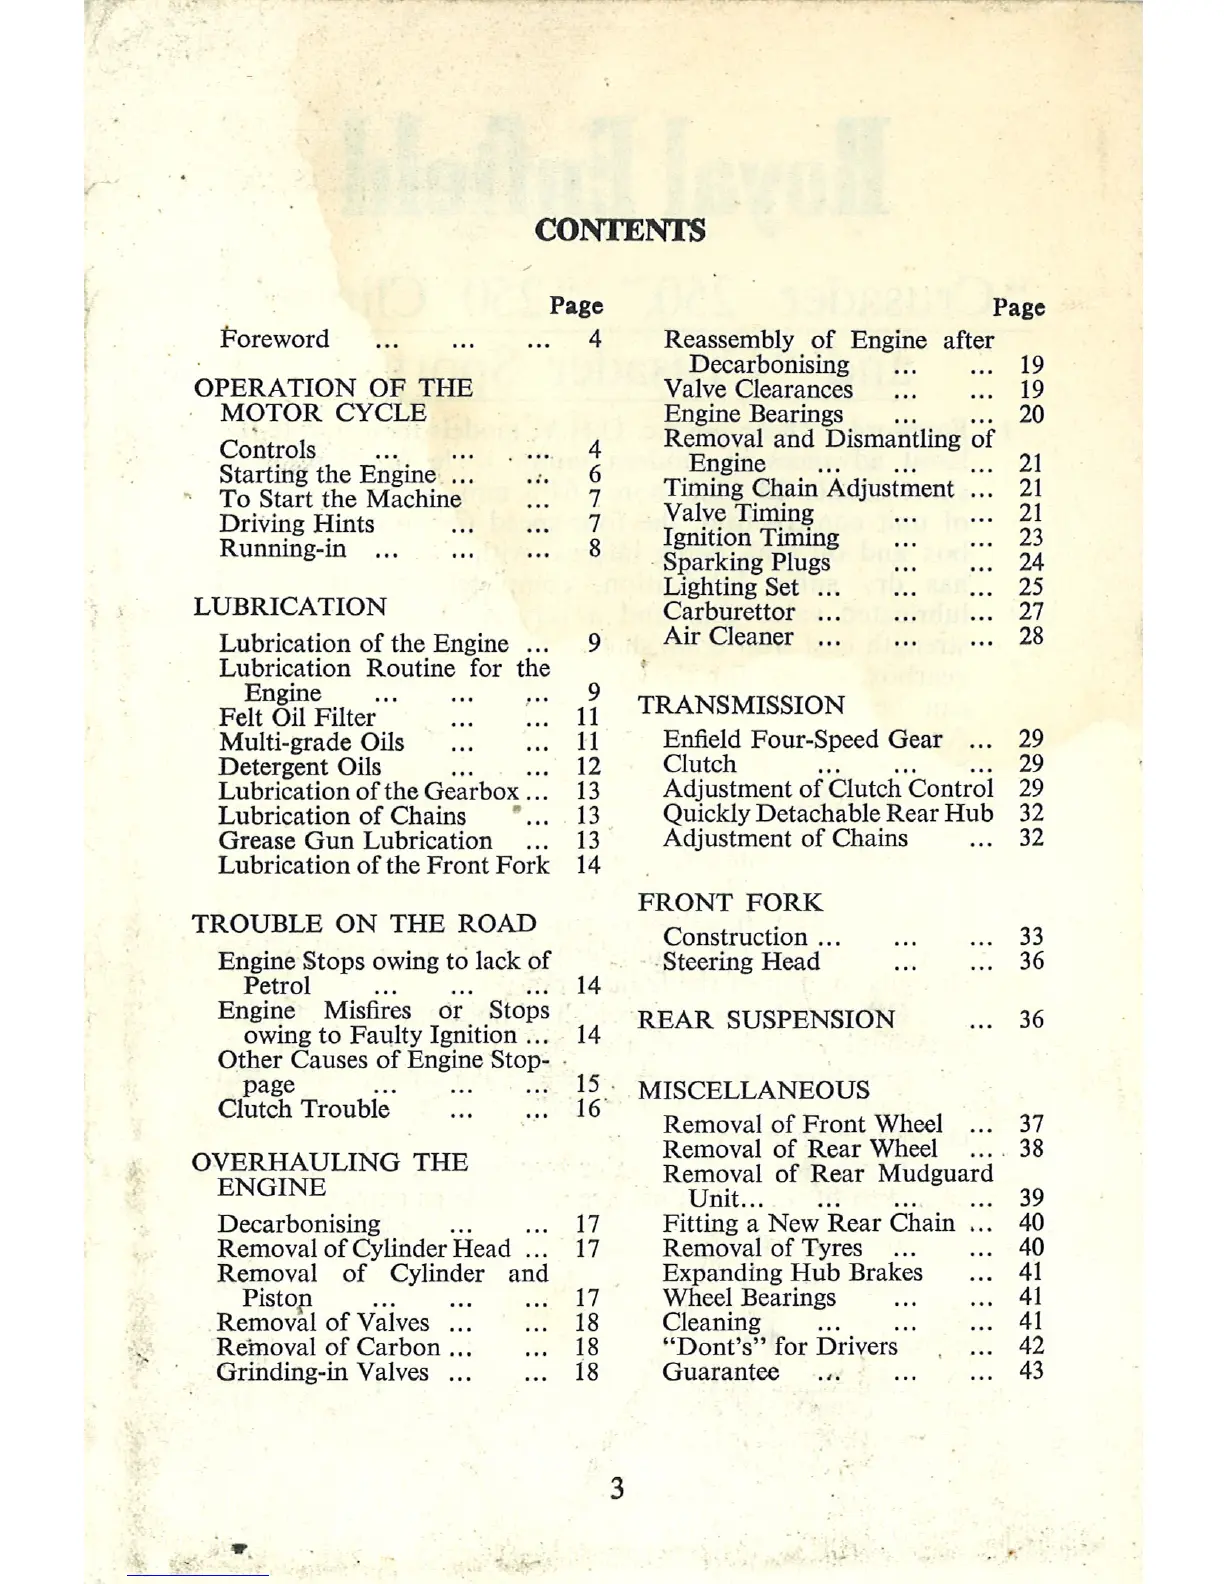 CONTENTS
Page
Foreword ... ... ... 4
OPERATION OF THE
MOTOR CYCLE
Controls ... ... ... 4
Starting the Engine ... ... 6
To Start the Machine ... 7
Driving Hints ... ... 7
Running-in ... ... ... 8
LUBRICATION
Lubrication of the Engine ... 9
Lubrication Routine for the
Engine ... ... ... 9
Felt Oil Filter ... ... 11
Multi-grade Oils ... ... 11
Detergent Oils ... ... 12
Lubrication of the Gearbox ... 13
Lubrication of Chains ... 13
Grease Gun Lubrication ... 13
Lubrication of the Front Fork 14
TROUBLE ON THE ROAD
Engine Stops owing to lack of
Petrol ... ... ... 14
Engine Misfires or Stops
owing to Faulty Ignition ... 14
Other Causes of Engine Stop-
page ... ... ... 15
Clutch Trouble ... ... 16
OVERHAULING THE
ENGINE
Decarbonising ... ... 17
Removal of Cylinder Head ... 17
Removal of Cylinder and
Piston ... ... ... 17
Removal of Valves ... ... 18
Removal of Carbon ... ... 18
Grinding-in Valves ... ... 18
Page
Reassembly of Engine after
Decarbonising ... ... 19
Valve Clearances ... ... 19
Engine Bearings ... ... 20
Removal and Dismantling of
Engine ... ... ... 21
Timing Chain Adjustment ... 21
Valve Timing ... ... 21
Ignition Timing ... ... 23
Sparking Plugs ... ... 24
Lighting Set ... ... ... 25
Carburettor ... ... ... 27
Air Cleaner ... ... ... 28
TRANSMISSION
Enfield Four-Speed Gear ... 29
Clutch ... ... ... 29
Adjustment of Clutch Control 29
Quickly Detachable Rear Hub 32
Adjustment of Chains ... 32
FRONT FORK
Construction ... ... ... 33
Steering Head ... ... 36
REAR SUSPENSION ... 36
MISCELLANEOUS
Removal of Front Wheel ... 37
Removal of Rear Wheel ... 38
Removal of Rear Mudguard
Unit... ... ... ... 39
Fitting a New Rear Chain ... 40
Removal of Tyres ... ... 40
Expanding Hub Brakes ... 41
Wheel Bearings ... ... 41
Cleaning ... ... ... 41
“Dont’s” for Drivers ... 42
Guarantee ... ... ... 43
3